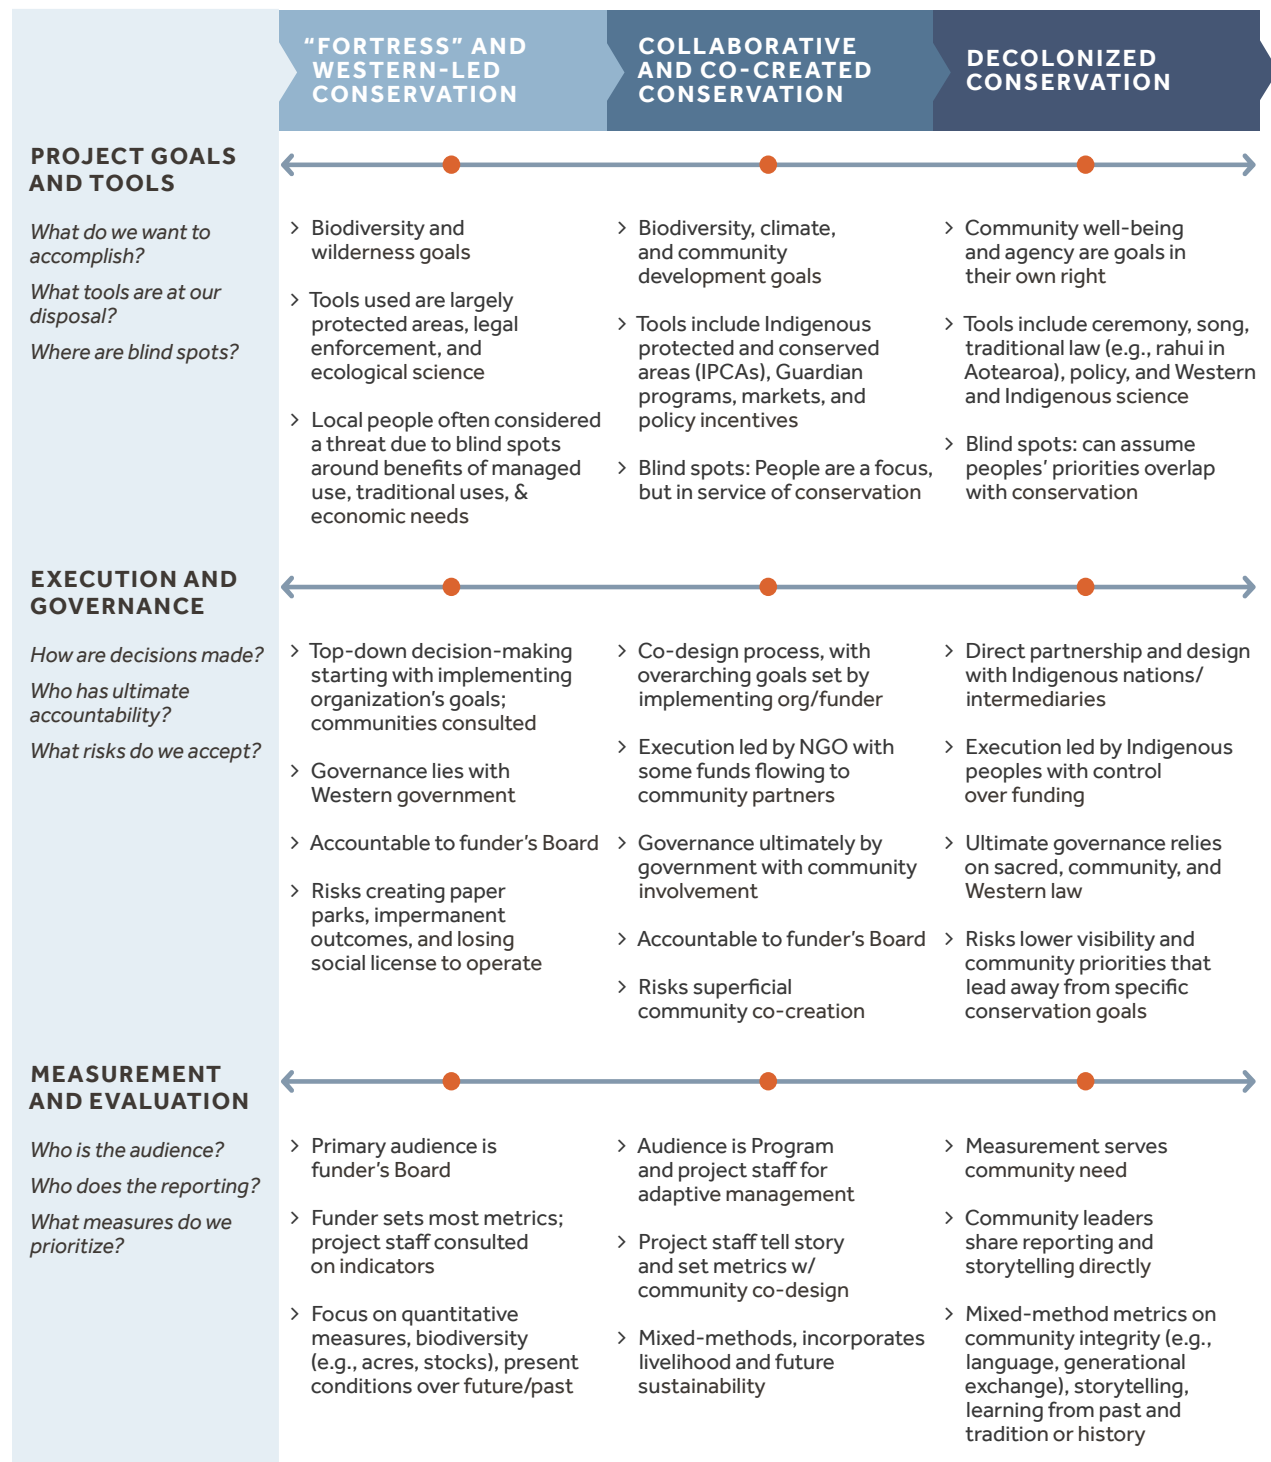 “FORTRESS” AND
WESTERN-LED
CONSERVATION
COLLABORATIVE
AND CO-CREATED
CONSERVATION
DECOLONIZED
CONSERVATION
PROJECT GOALS
AND TOOLS
What do we want to
accomplish?
What tools are at our
disposal?
Where are blind spots?
> Biodiversity and
wilderness goals
> Tools used are largely
protected areas, legal
enforcement, and
ecological science
> Local people often considered
a threat due to blind spots
around benefits of managed
use, traditional uses, &
economic needs
> Biodiversity, climate,
and community
development goals
> Tools include Indigenous
protected and conserved
areas (IPCAs), Guardian
programs, markets, and
policy incentives
> Blind spots: People are a focus,
but in service of conservation
> Community well-being
and agency are goals in
their own right
> Tools include ceremony, song,
traditional law (e.g., rahui in
Aotearoa), policy, and Western
and Indigenous science
> Blind spots: can assume
peoples’ priorities overlap
with conservation
EXECUTION AND
GOVERNANCE
How are decisions made?
Who has ultimate
accountability?
What risks do we accept?
> Top-down decision-making
starting with implementing
organization’s goals;
communities consulted
> Governance lies with
Western government
> Accountable to funder’s Board
> Risks creating paper
parks, impermanent
outcomes, and losing
social license to operate
> Co-design process, with
overarching goals set by
implementing org/funder
> Execution led by NGO with
some funds flowing to
community partners
> Governance ultimately by
government with community
involvement
> Accountable to funder’s Board
> Risks superficial
community co-creation
> Direct partnership and design
with Indigenous nations/
intermediaries
> Execution led by Indigenous
peoples with control
over funding
> Ultimate governance relies
on sacred, community, and
Western law
> Risks lower visibility and
community priorities that
lead away from specific
conservation goals
MEASUREMENT
AND EVALUATION
Who is the audience?
Who does the reporting?
What measures do we
prioritize?
> Primary audience is
funder’s Board
> Funder sets most metrics;
project staff consulted
on indicators
> Focus on quantitative
measures, biodiversity
(e.g., acres, stocks), present
conditions over future/past
> Audience is Program
and project staff for
adaptive management
> Project staff tell story
and set metrics w/
community co-design
> Mixed-methods, incorporates
livelihood and future
sustainability
> Measurement serves
community need
> Community leaders
share reporting and
storytelling directly
> Mixed-method metrics on
community integrity (e.g.,
language, generational
exchange), storytelling,
learning from past and
tradition or history